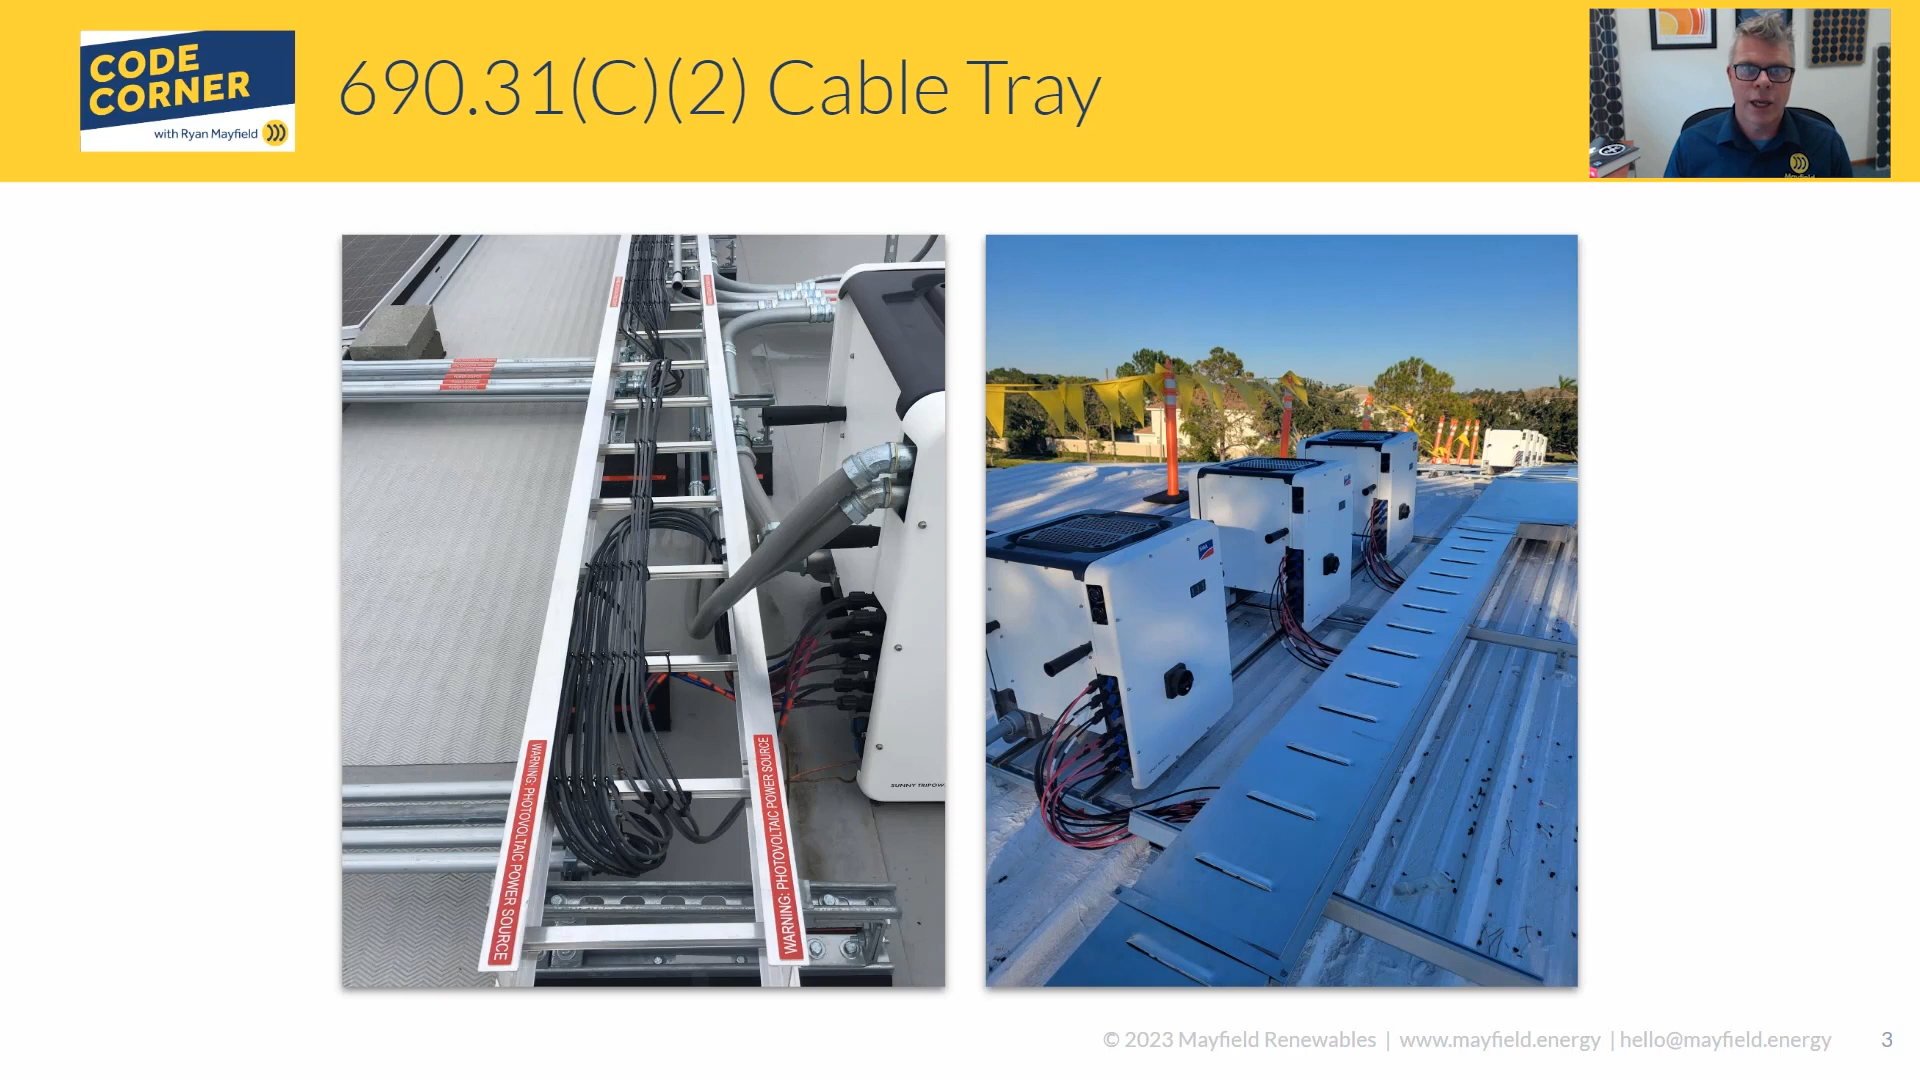 CODE
CORNER
with Ryan Mayfield
690.31(C)(2) Cable Tray
WARNING: PHOTOVOLTAIC POWER SOURCE
WARNING: PHOTOVOLTAIC POWER SOURCE
SUNNY TRIPOW
© 2023 Mayfield Renewables | www.mayfield.energy | hello@mayfield.energy 3